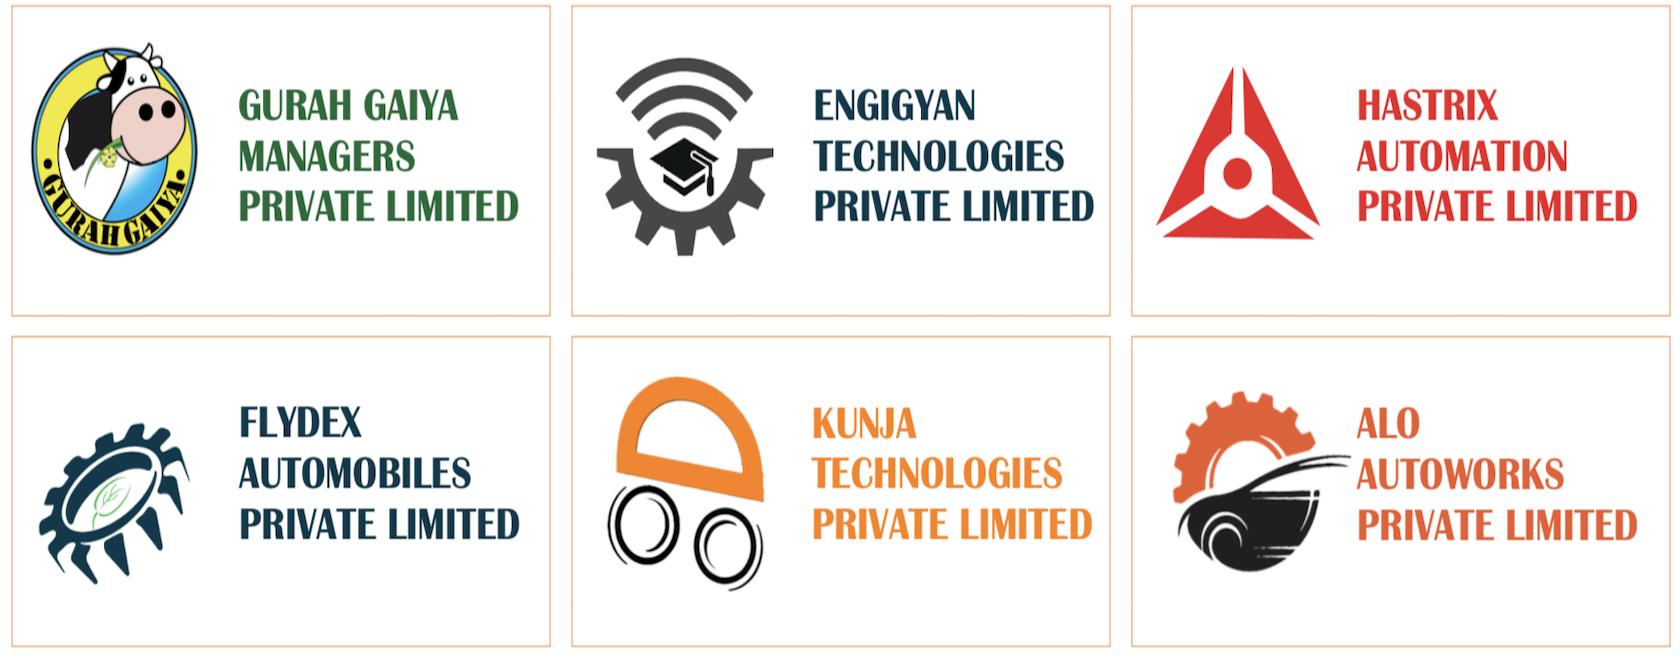 GURAH GAIYA
MANAGERS
PRIVATE LIMITED
GURAH GAIYA
ENGIGYAN
TECHNOLOGIES
PRIVATE LIMITED
HASTRIX
AUTOMATION
PRIVATE LIMITED
FLYDEX
AUTOMOBILES
PRIVATE LIMITED
KUNJA
TECHNOLOGIES
PRIVATE LIMITED
ALO
AUTOWORKS
PRIVATE LIMITED